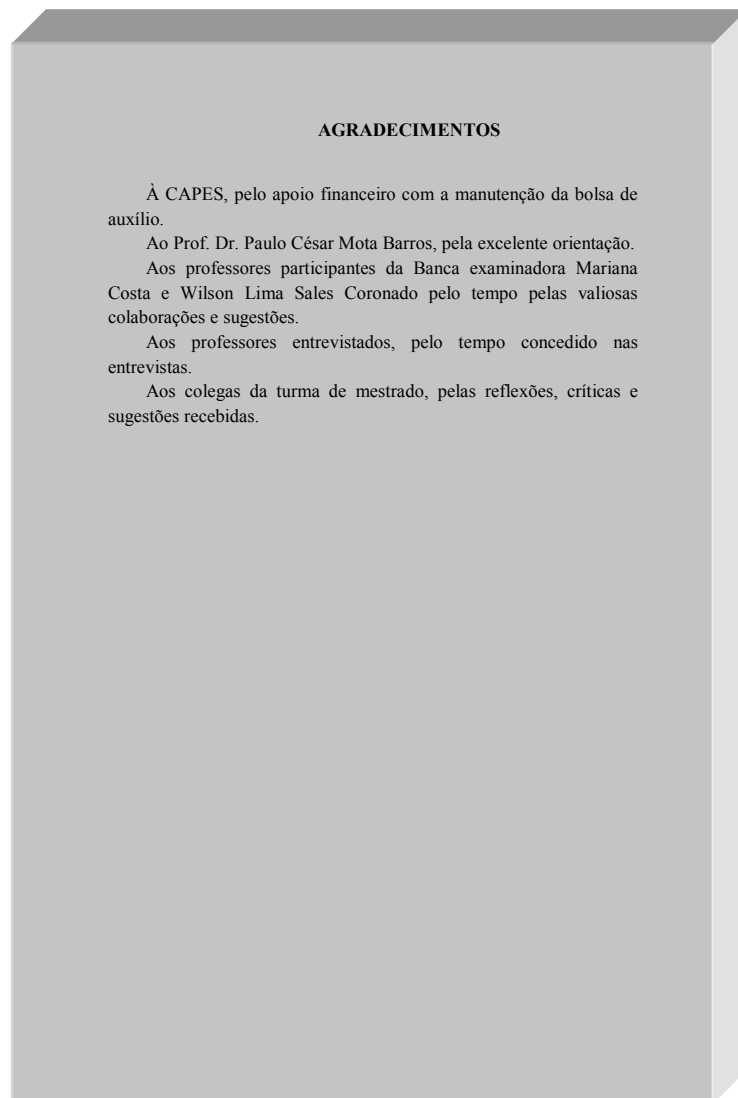 AGRADECIMENTOS
À CAPES, pelo apoio financeiro com a manutenção da bolsa de
auxílio.
Ao Prof. Dr. Paulo César Mota Barros, pela excelente orientação.
Aos professores participantes da Banca examinadora Mariana
Costa e Wilson Lima Sales Coronado pelo tempo pelas valiosas
colaborações e sugestões.
Aos professores entrevistados, pelo tempo concedido nas
entrevistas.
Aos colegas da turma de mestrado, pelas reflexões, críticas e
sugestões recebidas.